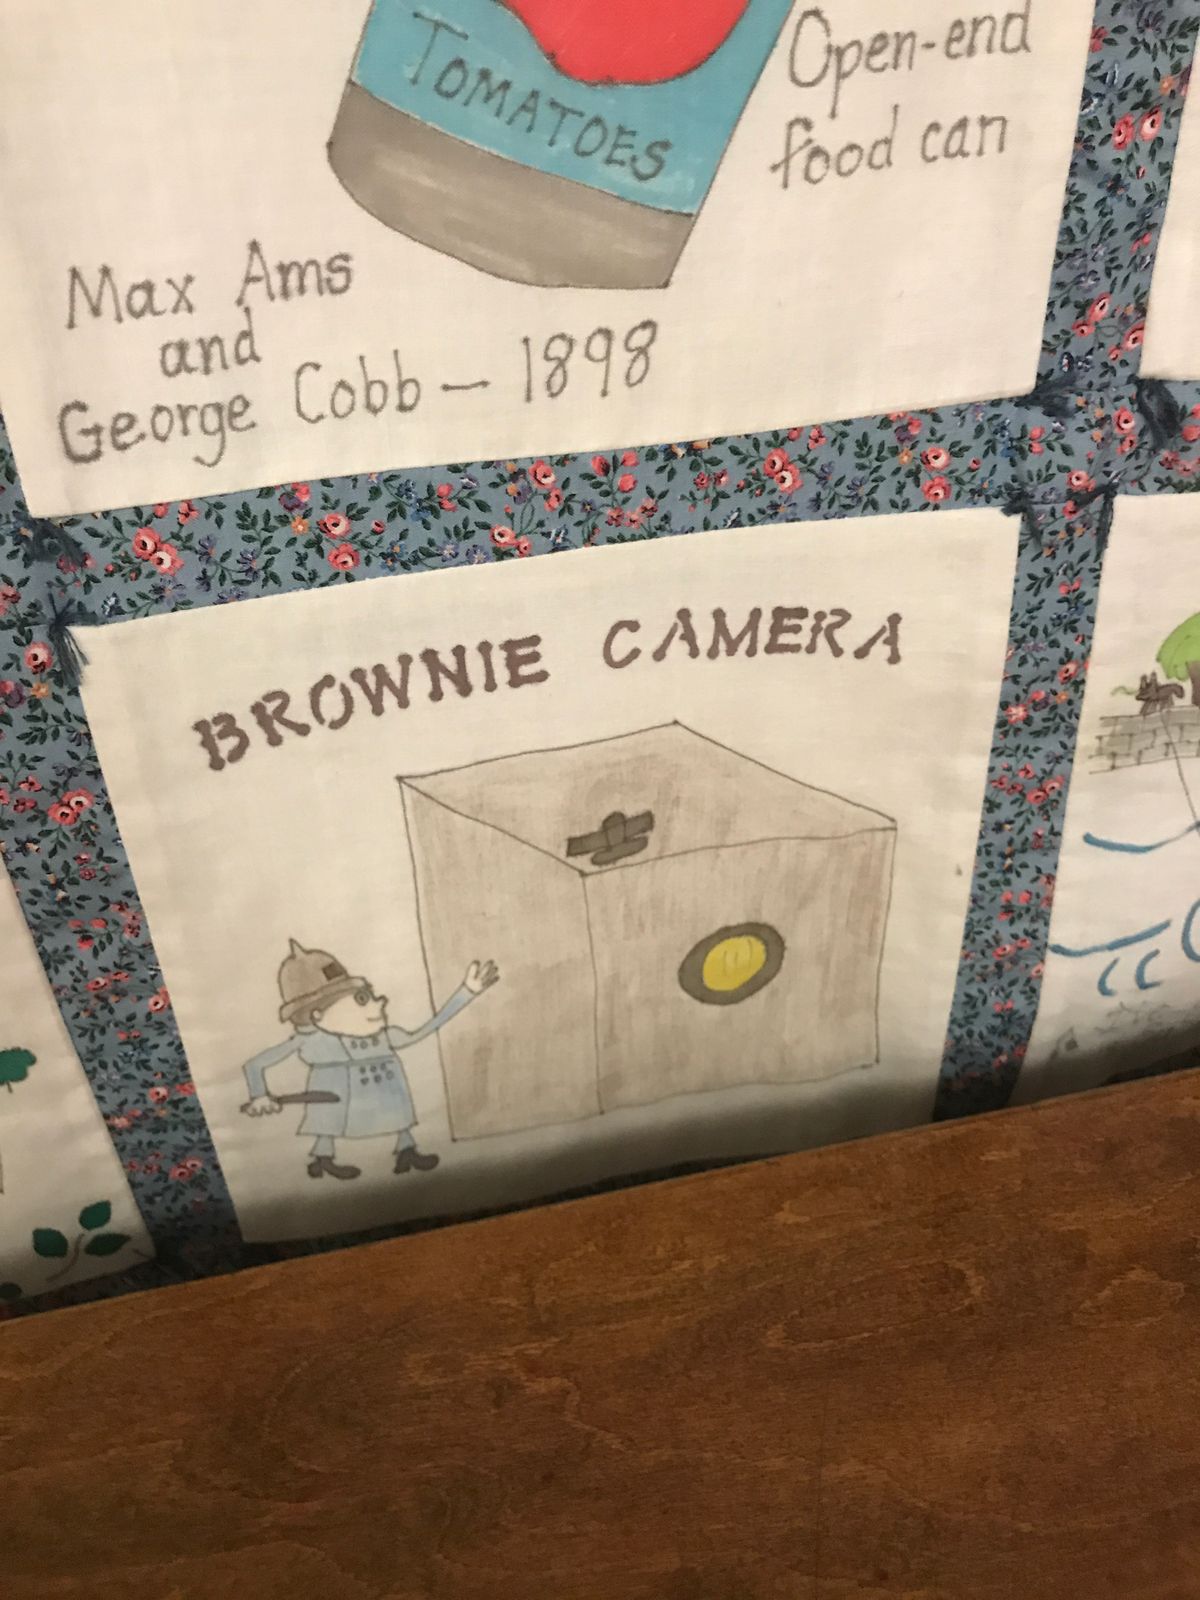 TOMATOES
Open-end
food can
Max Ams
and
George Cobb — 1898
BROWNIE CAMERA